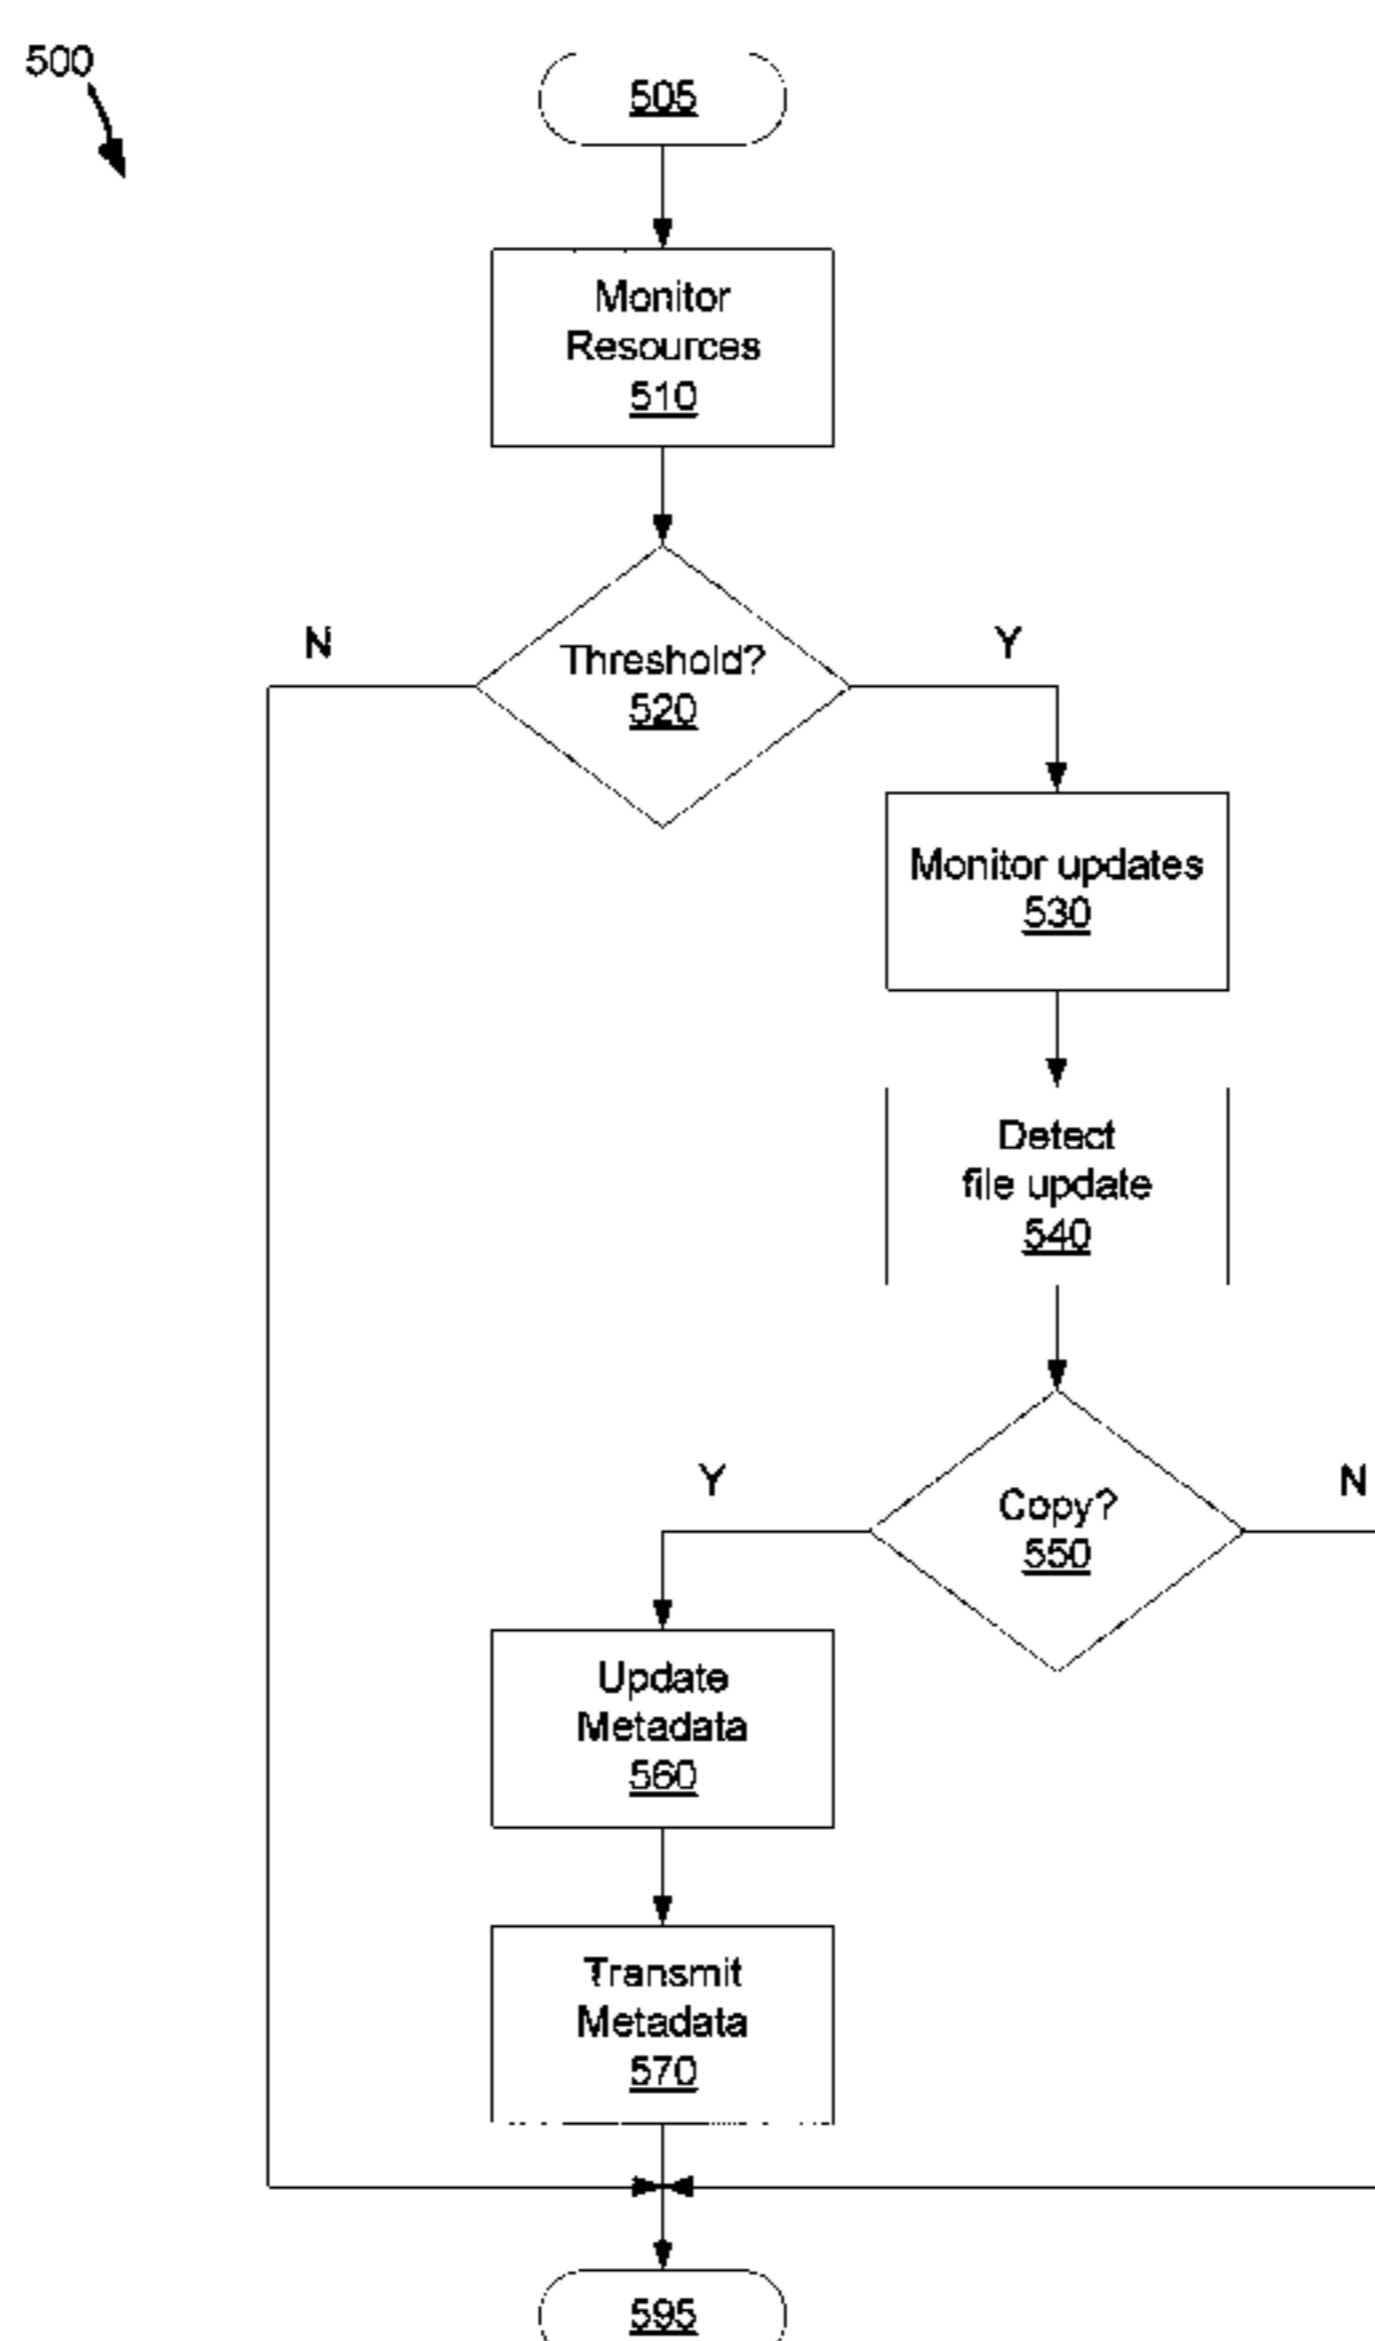 500
505
Monitor
Resources
510
N
Threshold?
520
Y
Monitor updates
530
Detect
file update
540
Y
Copy?
550
N
Update
Metadata
560
Transmit
Metadata
570
595